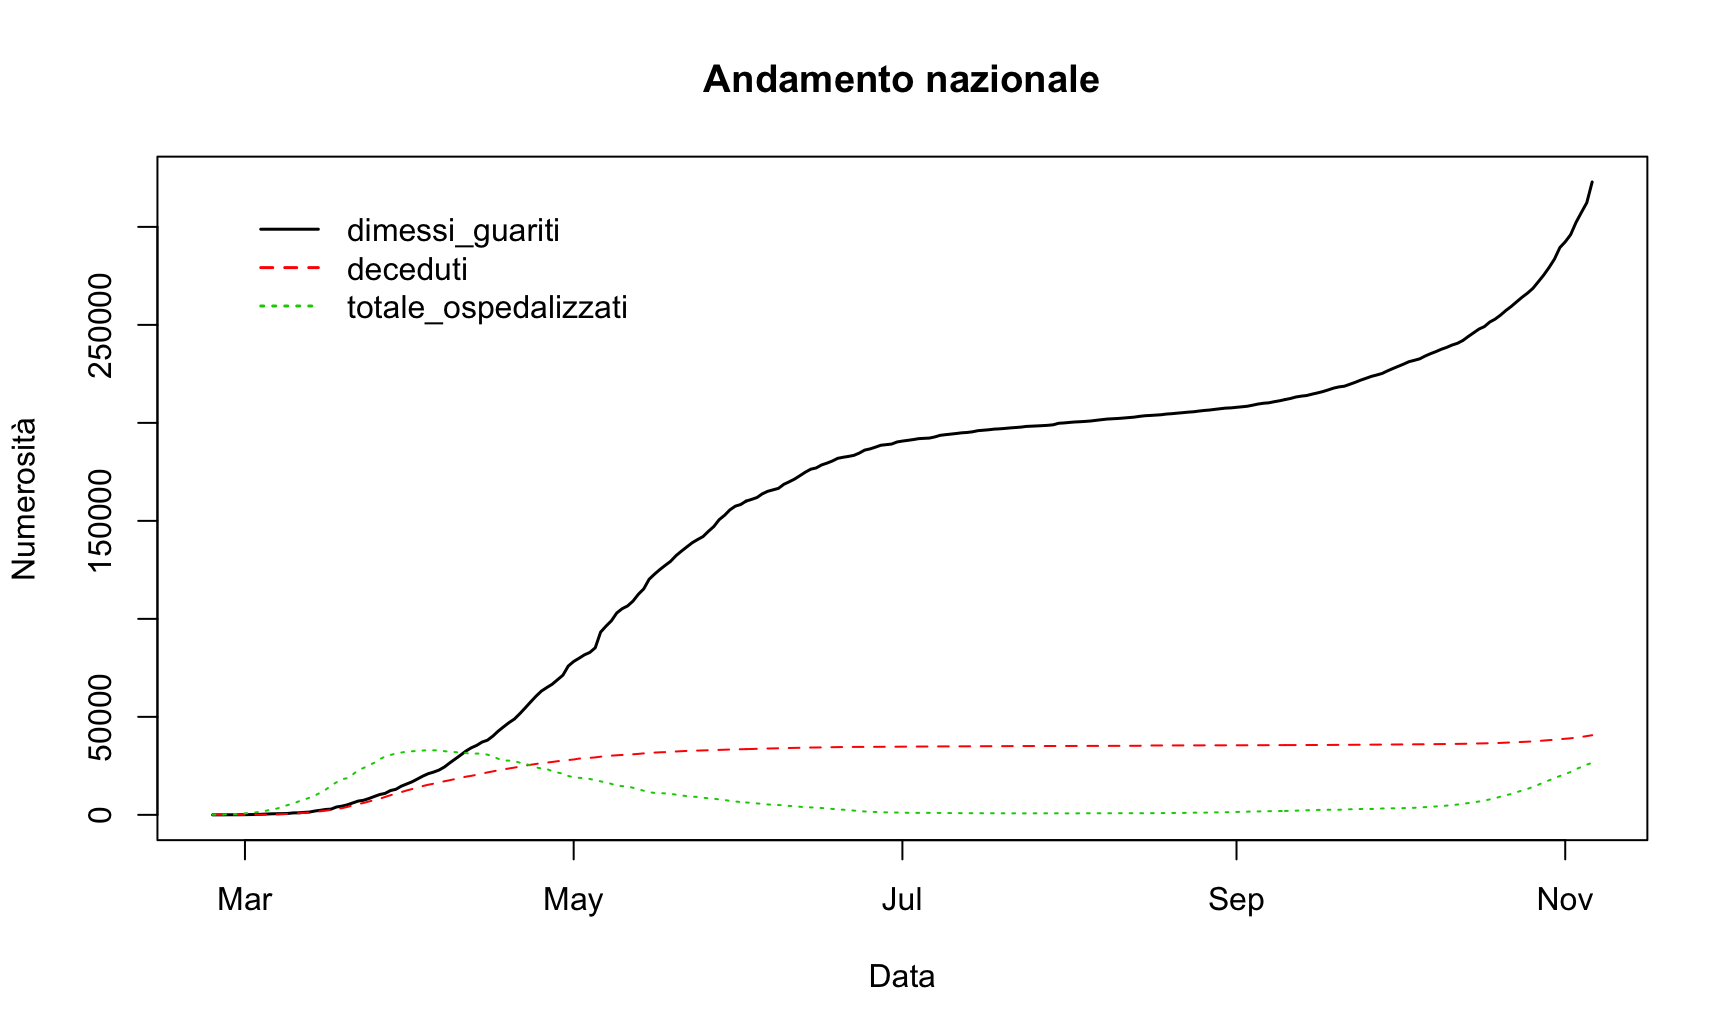 Andamento nazionale
dimessi_guariti
deceduti
totale_ospedalizzati
Numerosità
250000
150000
50000
0
Mar May Jul Sep Nov
Data